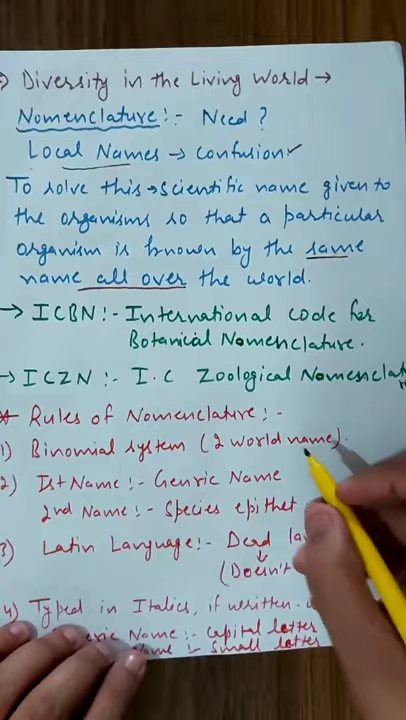 Diversity in the Living World →
Nomenclature :- Need ?
Local Names → confusion ✓
To solve this → scientific name given to
the organisms so that a particular
organism is known by the same
name all over the world.
→ ICBN :- International code for
Botanical Nomenclature.
→ ICZN :- I.C Zoological
* Rules of Nomenclature :-
1) Binomial system (2 world name).
2) Ist Name :- Genric Name
2nd Name :- Species epithet
3) Latin Language :- Dead
(Doesn't
4) Typed in Italics, if written -
Name :- Capital letter
:- Small letter